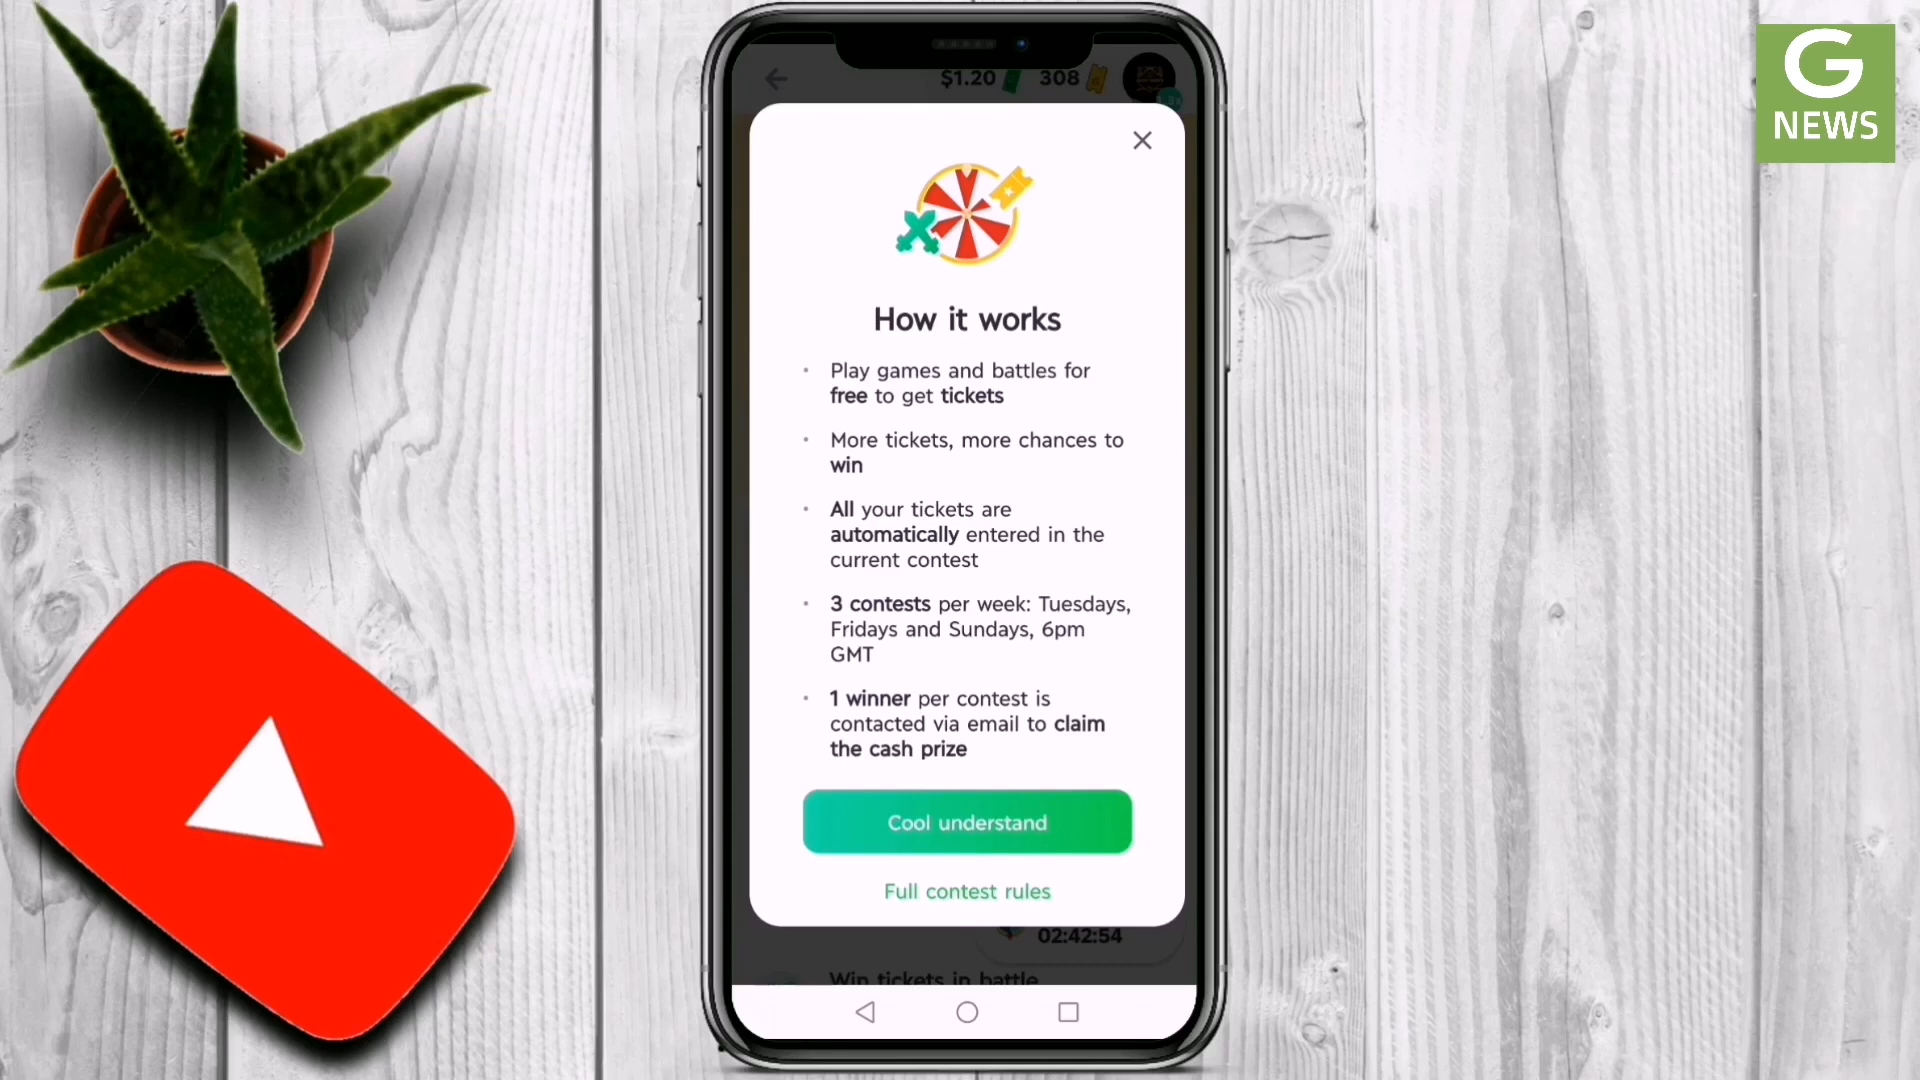 G
NEWS
$1.20 308
How it works
Play games and battles for
free to get tickets
More tickets, more chances to
win
All your tickets are
automatically entered in the
current contest
3 contests per week: Tuesdays,
Fridays and Sundays, 6pm
GMT
1 winner per contest is
contacted via email to claim
the cash prize
Cool understand
Full contest rules
02:42:54
Win tickets in battle